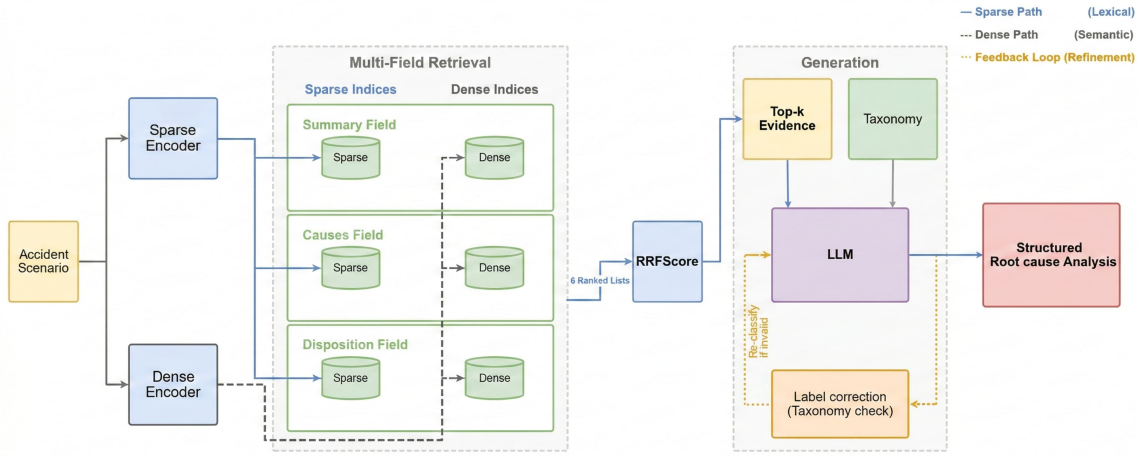 Sparse Path (Lexical)
Dense Path (Semantic)
Feedback Loop (Refinement)
Multi-Field Retrieval
Sparse Indices Dense Indices
Generation
Sparse
Encoder
Summary Field
Sparse
Dense
Top-k
Evidence
Taxonomy
Accident
Scenario
Causes Field
Sparse
Dense
6 Ranked Lists
RRFScore
LLM
Structured
Root cause Analysis
Re-classify
if invaiid
Dense
Encoder
Disposition Field
Sparse
Dense
Label correction
(Taxonomy check)